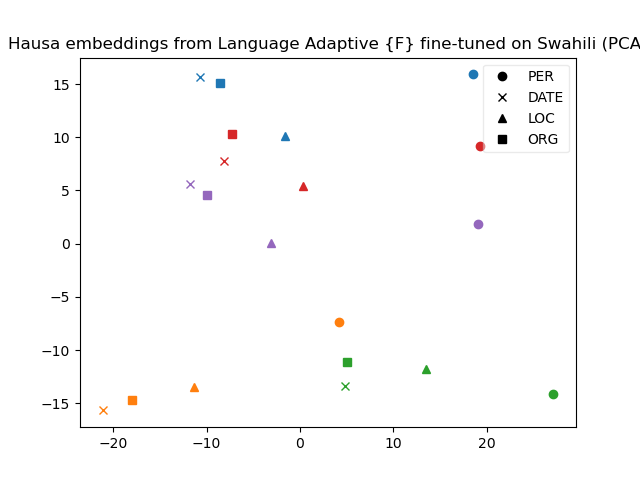 Hausa embeddings from Language Adaptive {F} fine-tuned on Swahili (PCA
PER
DATE
LOC
ORG
15
10
5
0
−5
−10
−15
−20
−10
0
10
20